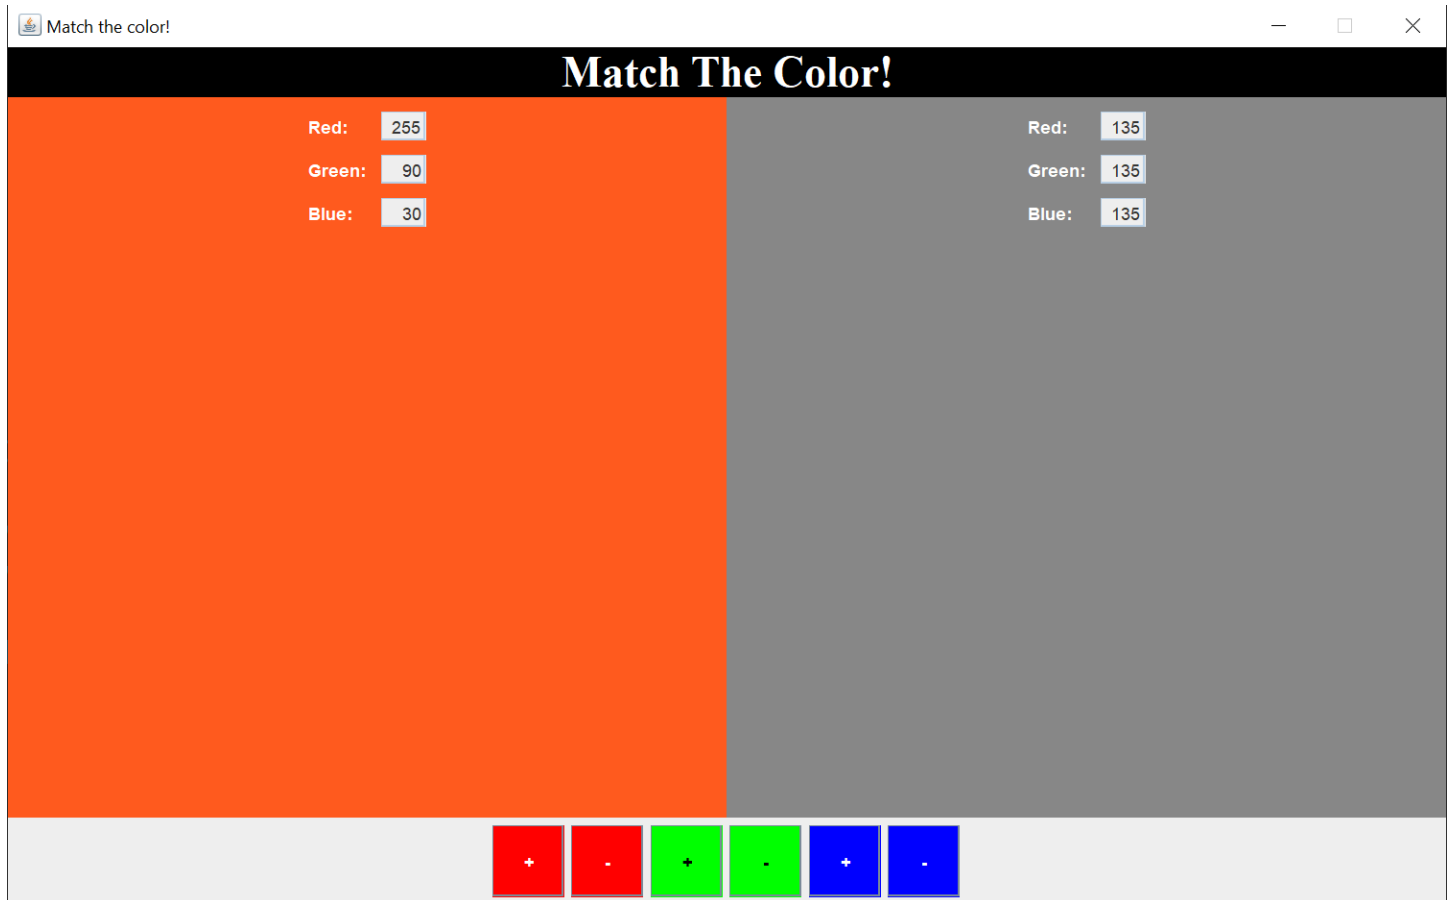 Match the color!
Match The Color!
Red: 255
Green: 90
Blue: 30
Red: 135
Green: 135
Blue: 135
+ - + - + -